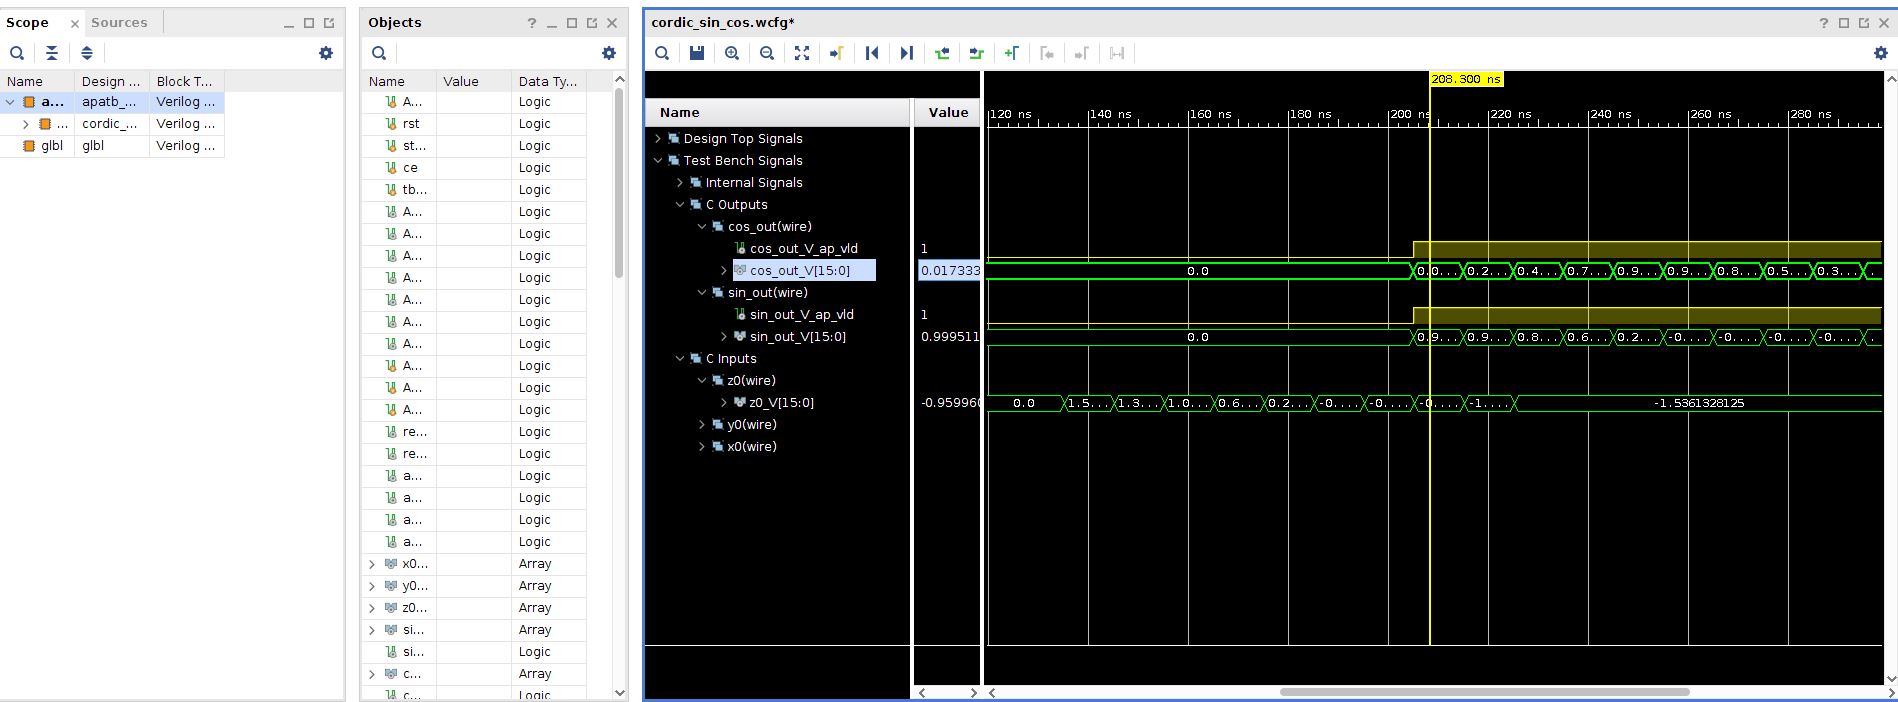 Scope
Sources
Name Design ... Block T...
a... apatb_... Verilog ...
... cordic_... Verilog ...
glbl glbl Verilog ...
Objects
Name Value Data Ty...
A... Logic
rst Logic
st... Logic
ce Logic
tb... Logic
A... Logic
A... Logic
A... Logic
A... Logic
A... Logic
A... Logic
A... Logic
A... Logic
A... Logic
A... Logic
re... Logic
re... Logic
a... Logic
a... Logic
a... Logic
a... Logic
x0... Array
y0... Array
z0... Array
si... Array
si... Logic
c... Array
c... Logic
cordic_sin_cos.wcfg*
208.300 ns
Name Value
120 ns 140 ns 160 ns 180 ns 200 ns 220 ns 240 ns 260 ns 280 ns
Design Top Signals
Test Bench Signals
Internal Signals
C Outputs
cos_out(wire)
cos_out_V_ap_vld 1
cos_out_V[15:0] 0.017333 0.0 0.0... 0.2... 0.4... 0.7... 0.9... 0.9... 0.8... 0.5... 0.3...
sin_out(wire)
sin_out_V_ap_vld 1
sin_out_V[15:0] 0.999511 0.0 0.9... 0.9... 0.8... 0.6... 0.2... -0.... -0.... -0....
C Inputs
z0(wire)
z0_V[15:0] -0.959960 0.0 1.5... 1.3... 1.0... 0.6... 0.2... -0.... -0.... -0.... -1.... -1.5361328125
y0(wire)
x0(wire)